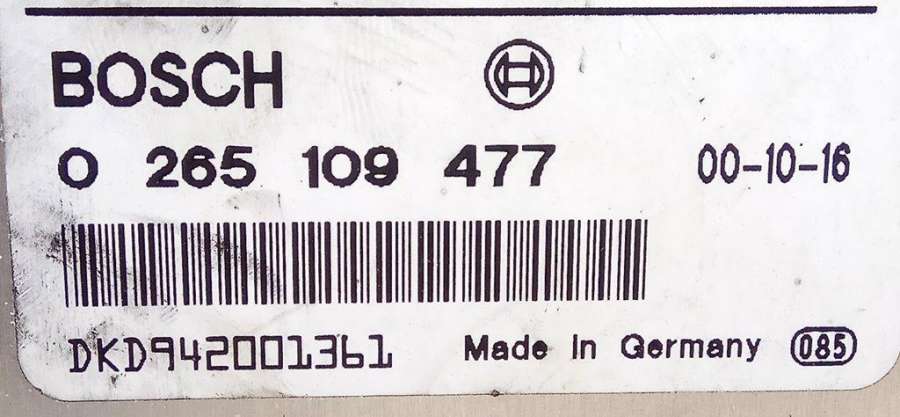 BOSCH
0 265 109 477 00-10-16
DKD942001361 Made in Germany 085